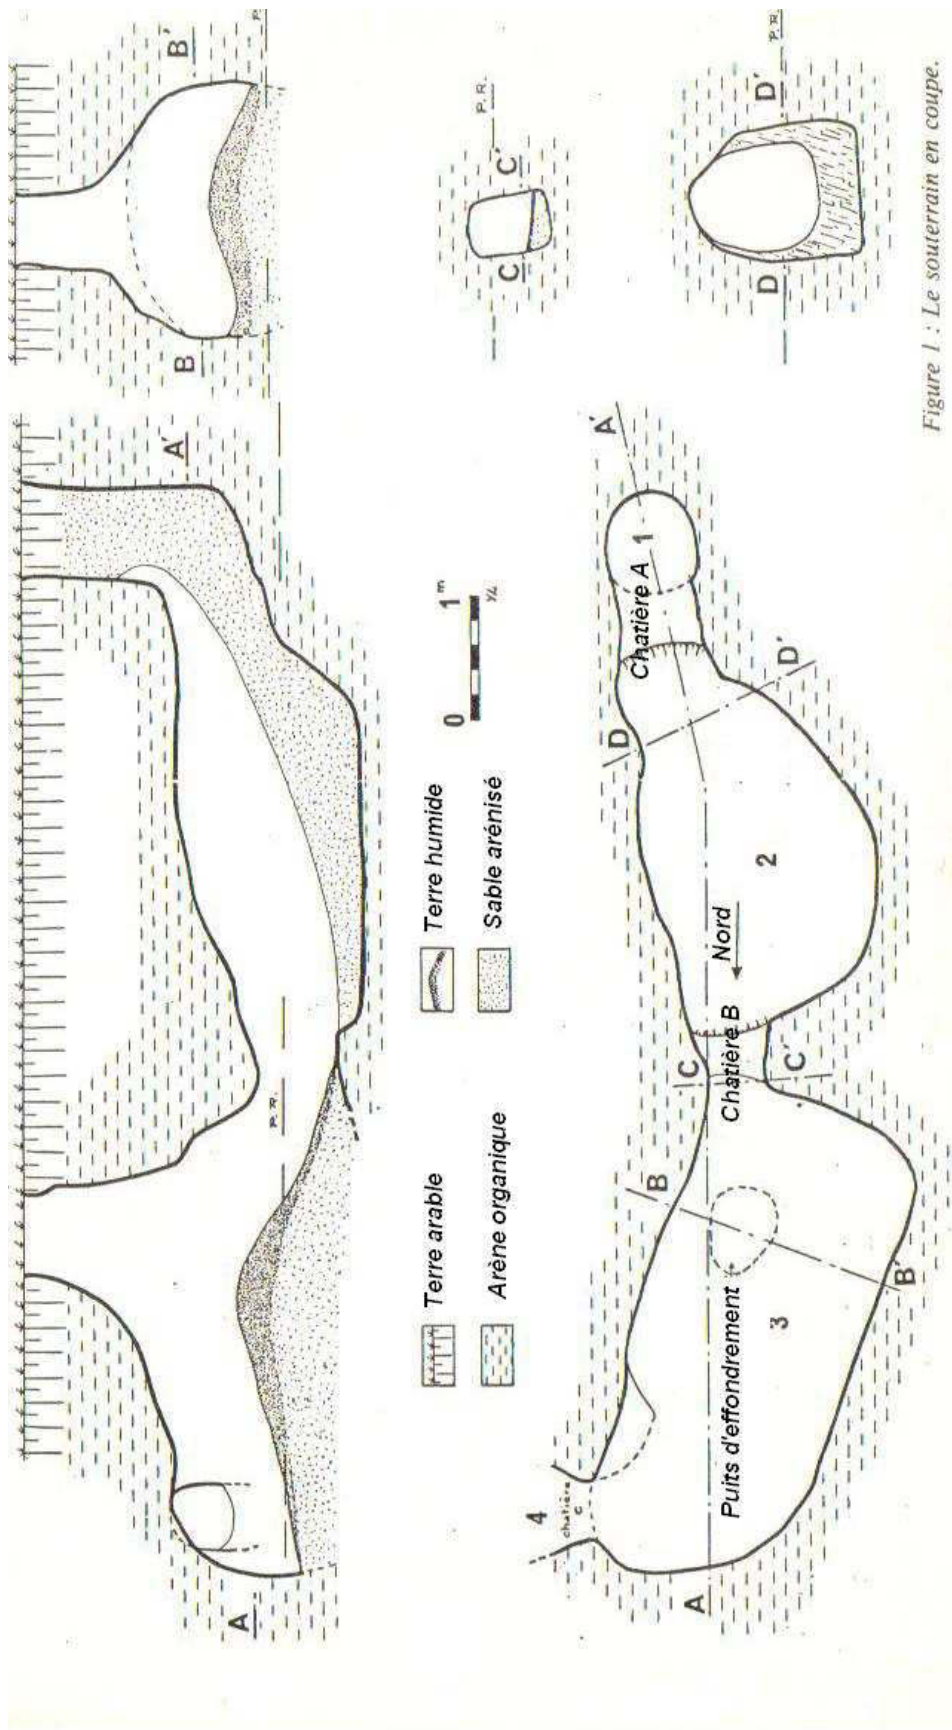 A
A'
B
B'
P.R.
P.R.
Terre arable
Terre humide
Arène organique
Sable arénisé
0
1 m
C
C'
P.R.
A
A'
4
chatière
c
B
B'
3
Puits d'effondrement
C
C'
Chatière B
Nord
2
D
D'
Chatière A
1
D
D'
P.R.
Figure 1 : Le souterrain en coupe.